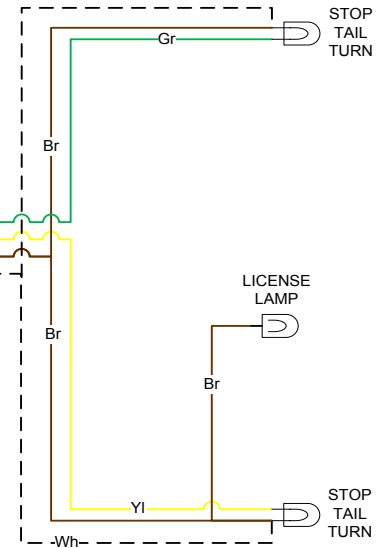 STOP
TAIL
TURN
Gr
Br
LICENSE
LAMP
Br
Br
Yl
STOP
TAIL
TURN
Wh